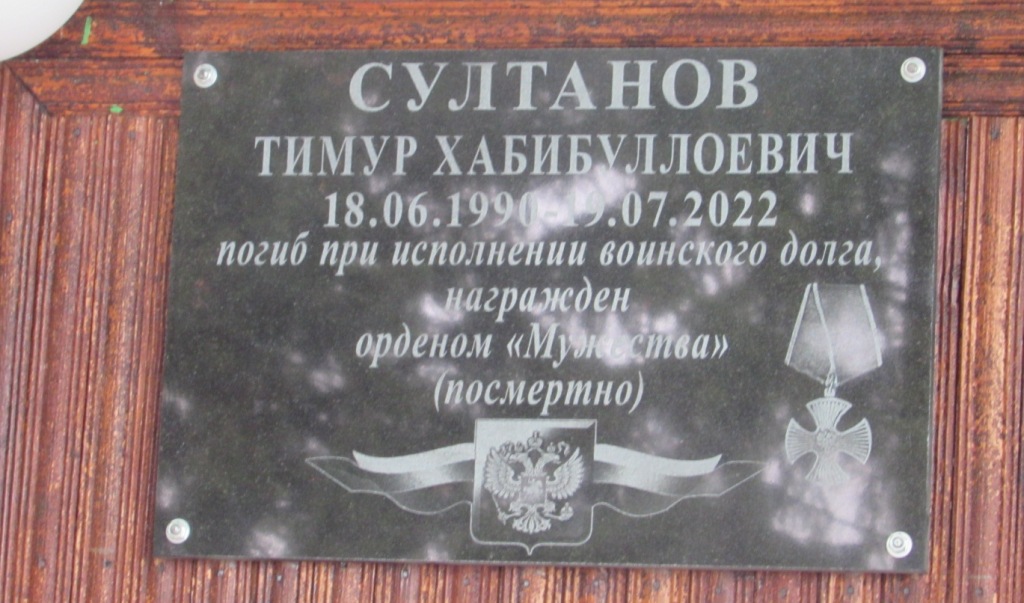 СУЛТАНОВ
ТИМУР ХАБИБУЛЛОЕВИЧ
18.06.1990-19.07.2022
погиб при исполнении воинского долга,
награжден
орденом «Мужества»
(посмертно)